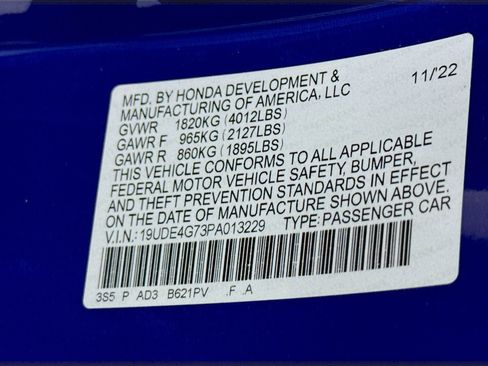 MFD. BY HONDA DEVELOPMENT & 11/'22
MANUFACTURING OF AMERICA, LLC
GVWR 1820KG (4012LBS)
GAWR F 965KG (2127LBS)
GAWR R 860KG (1895LBS)
THIS VEHICLE CONFORMS TO ALL APPLICABLE
FEDERAL MOTOR VEHICLE SAFETY, BUMPER,
AND THEFT PREVENTION STANDARDS IN EFFECT
ON THE DATE OF MANUFACTURE SHOWN ABOVE.
V.I.N.:19UDE4G73PA013229 TYPE:PASSENGER CAR
3S5 P AD3 B621PV .F .A